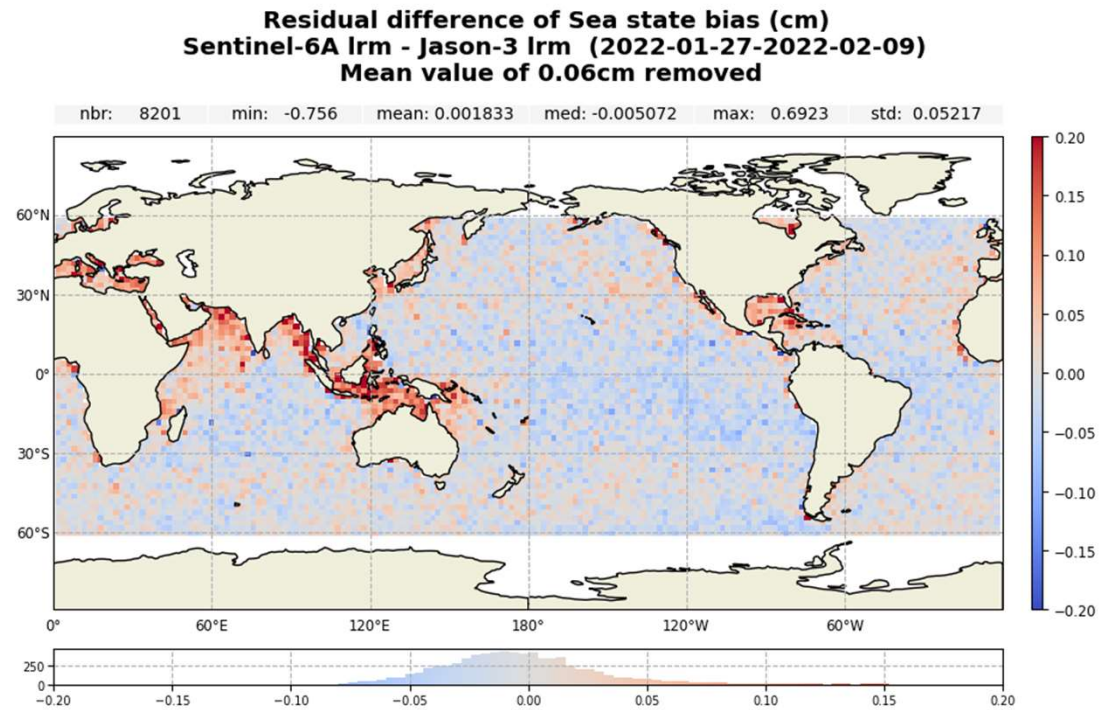 Residual difference of Sea state bias (cm)
Sentinel-6A lrm - Jason-3 lrm (2022-01-27-2022-02-09)
Mean value of 0.06cm removed
nbr: 8201 min: -0.756 mean: 0.001833 med: -0.005072 max: 0.6923 std: 0.05217
60°N
30°N
0°
30°S
60°S
0° 60°E 120°E 180° 120°W 60°W
0.20
0.15
0.10
0.05
0.00
−0.05
−0.10
−0.15
−0.20
250
0
−0.20 −0.15 −0.10 −0.05 0.00 0.05 0.10 0.15 0.20